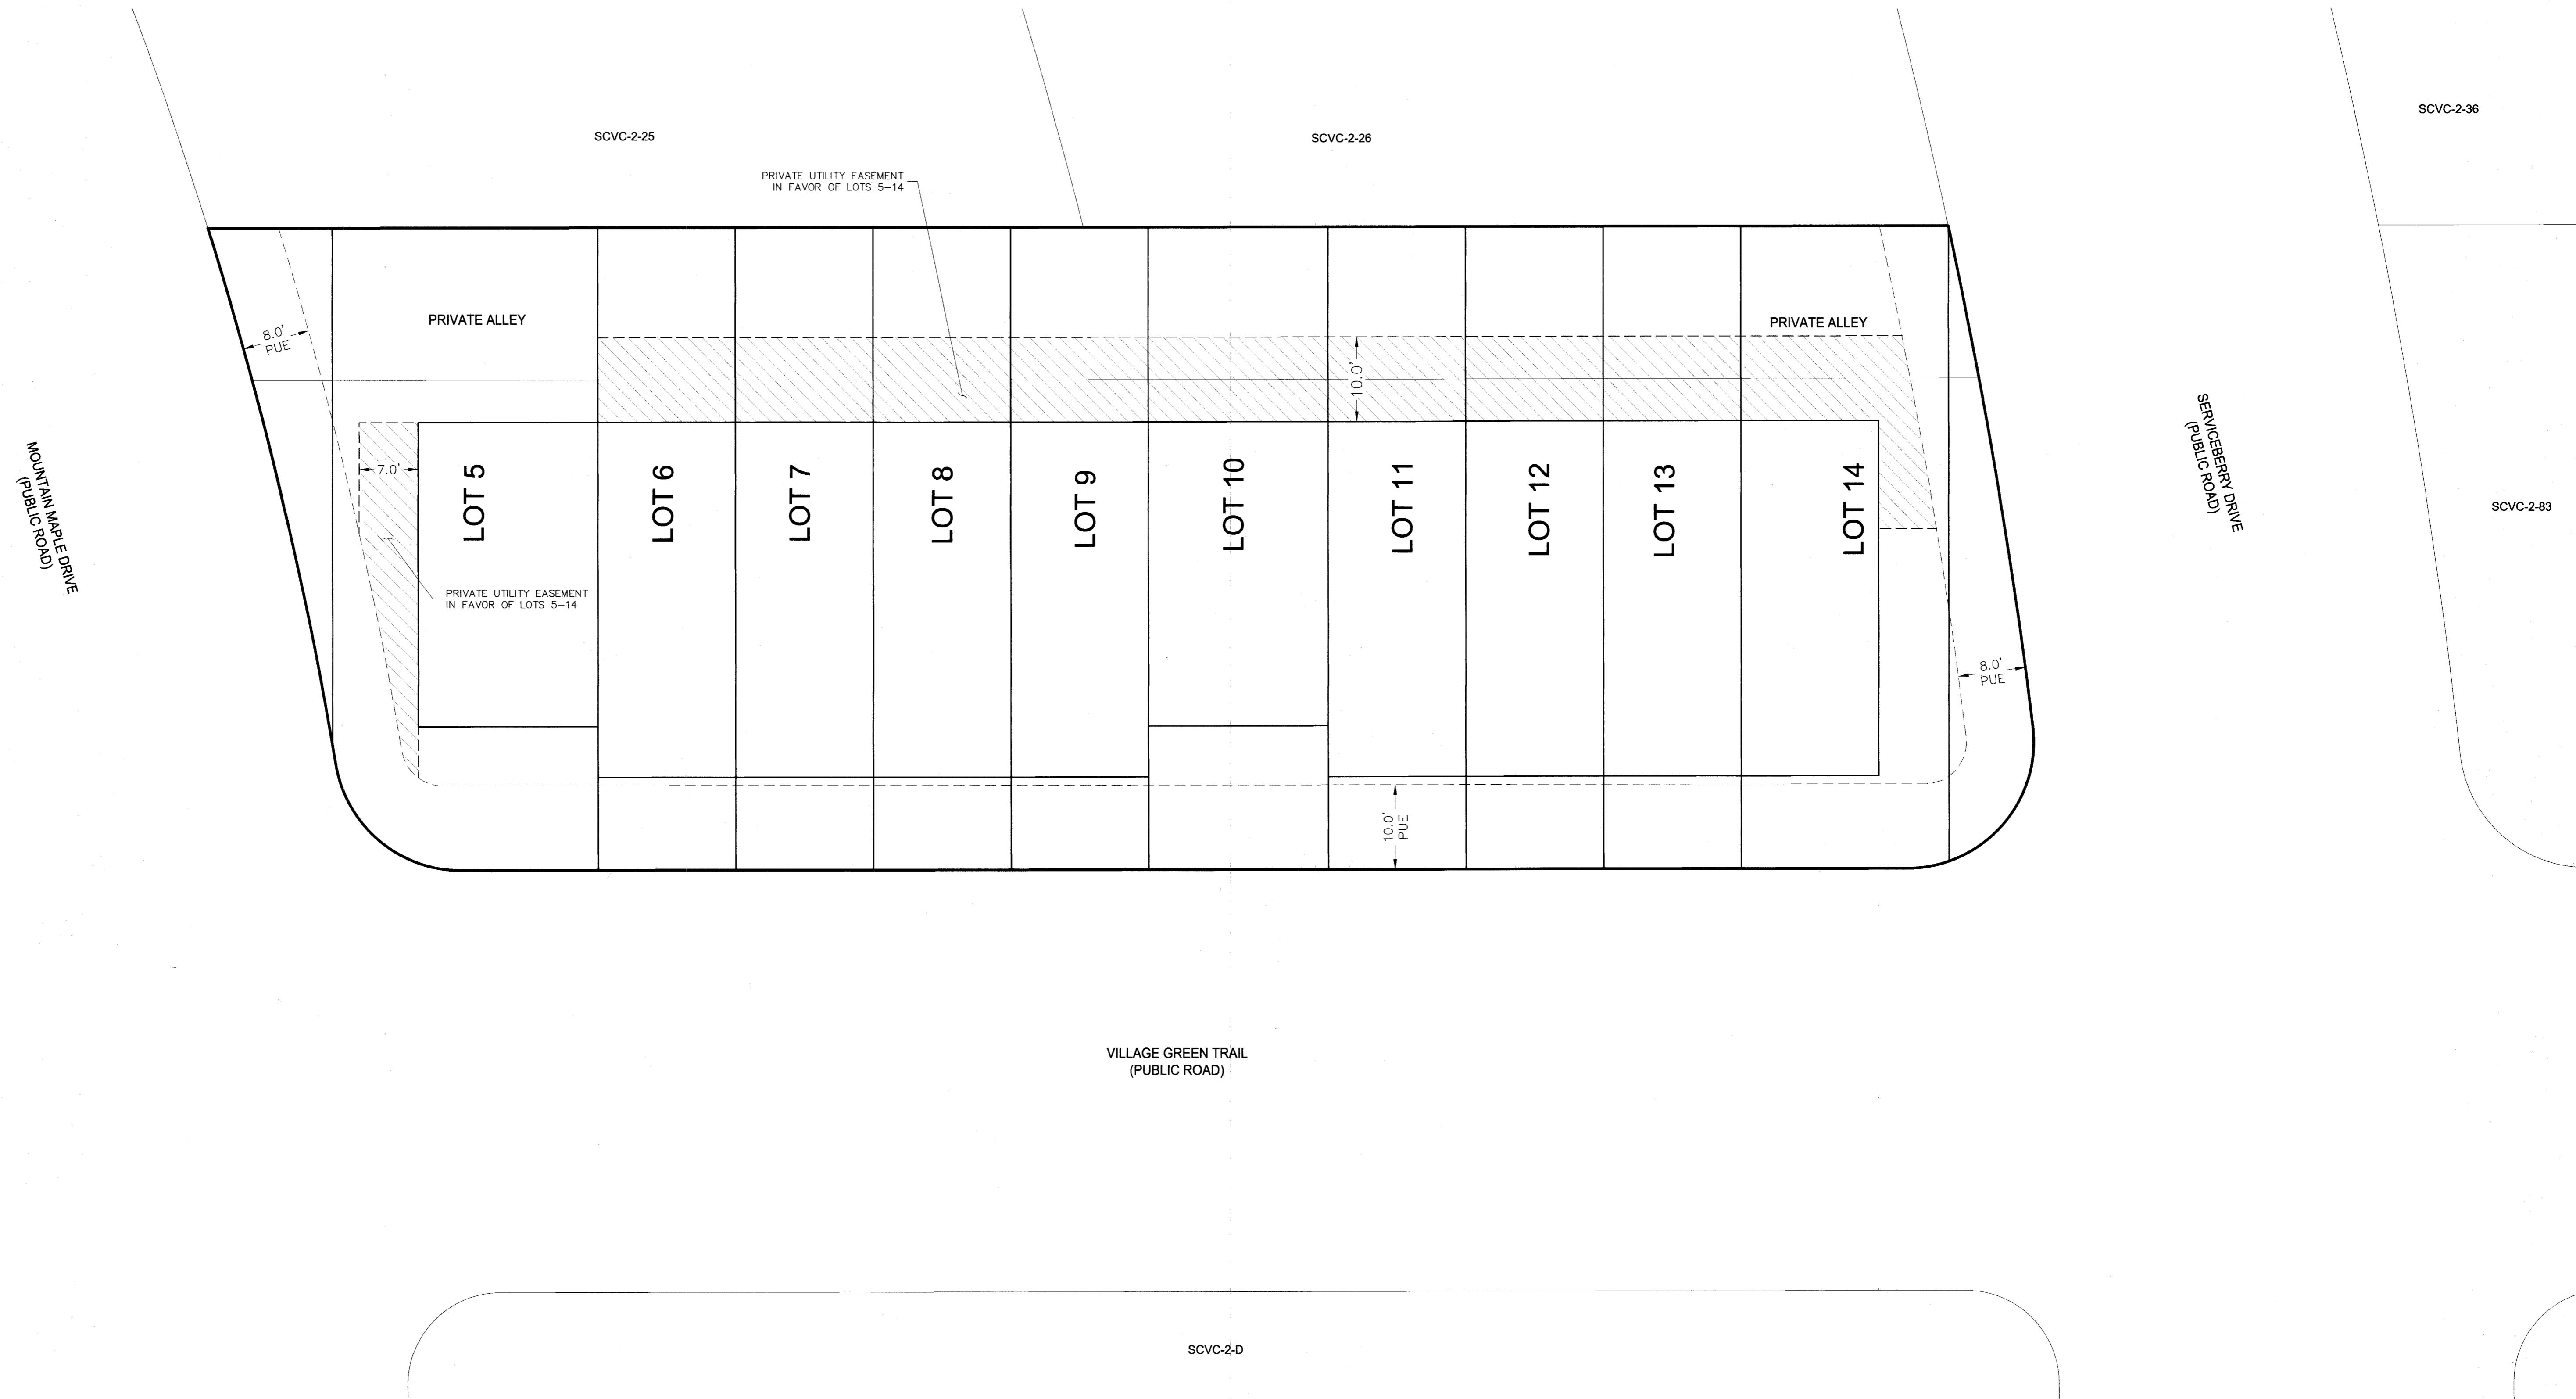 SCVC-2-36
SCVC-2-25
SCVC-2-26
PRIVATE UTILITY EASEMENT
IN FAVOR OF LOTS 5-14
PRIVATE ALLEY
PRIVATE ALLEY
8.0'
PUE
10.0'
7.0'
MOUNTAIN MAPLE DRIVE
(PUBLIC ROAD)
LOT 5
LOT 6
LOT 7
LOT 8
LOT 9
LOT 10
LOT 11
LOT 12
LOT 13
LOT 14
SERVICEBERRY DRIVE
(PUBLIC ROAD)
SCVC-2-83
PRIVATE UTILITY EASEMENT
IN FAVOR OF LOTS 5-14
8.0'
PUE
10.0'
PUE
VILLAGE GREEN TRAIL
(PUBLIC ROAD)
SCVC-2-D